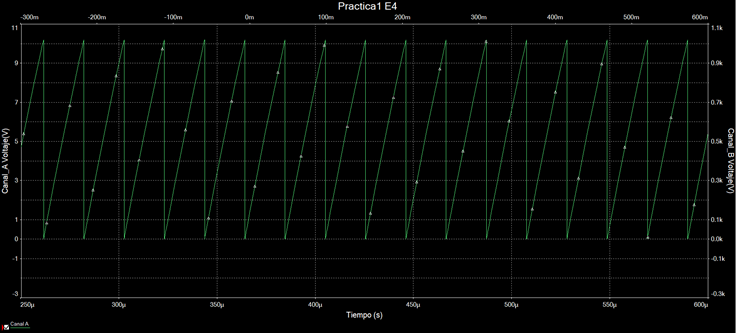 Practica1 E4
-300m -200m -100m 0m 100m 200m 300m 400m 500m 600m
11 1.1k
9 0.9k
7 0.7k
5 0.5k
3 0.3k
1 0.1k
0 0.0k
-1 -0.1k
-3 -0.3k
Canal_A Voltaje(V)
Canal_B Voltaje(V)
250µ 300µ 350µ 400µ 450µ 500µ 550µ 600µ
Tiempo (s)
Canal A